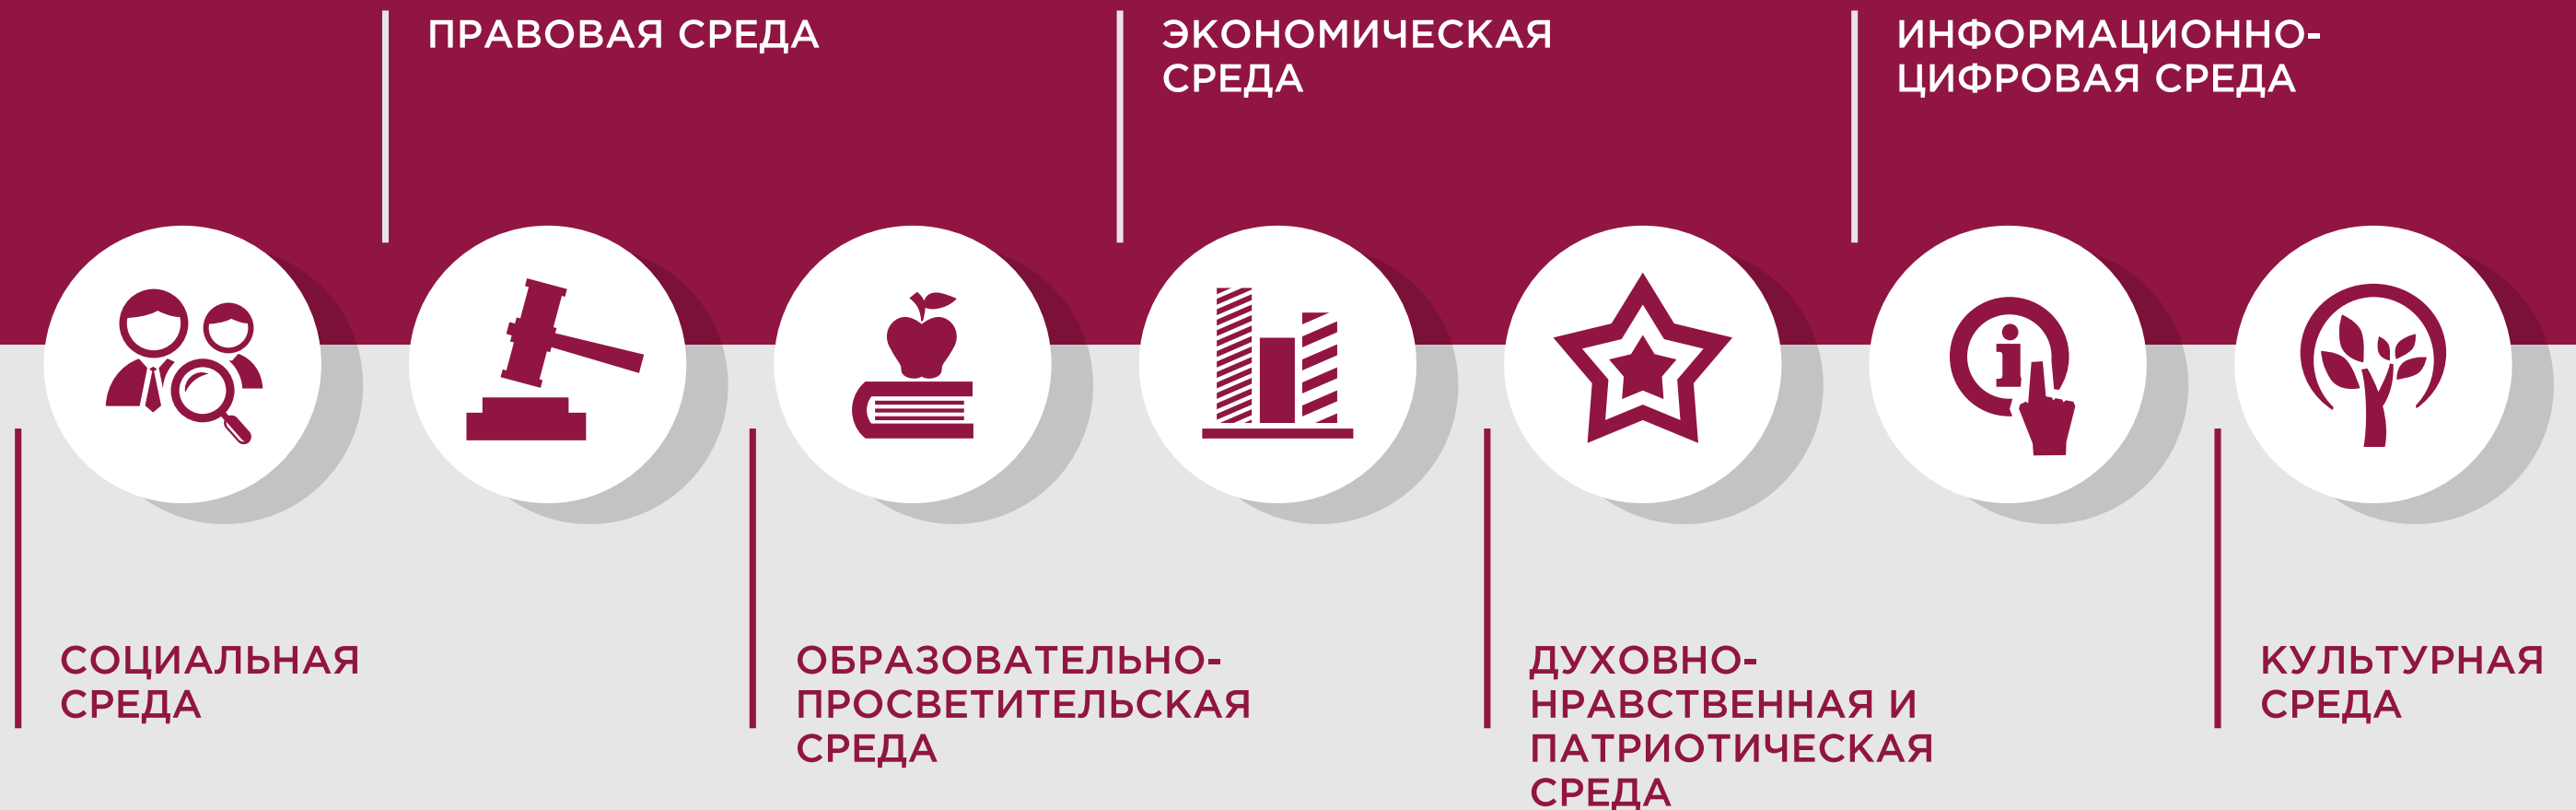 ПРАВОВАЯ СРЕДА
ЭКОНОМИЧЕСКАЯ
СРЕДА
ИНФОРМАЦИОННО-
ЦИФРОВАЯ СРЕДА
i
СОЦИАЛЬНАЯ
СРЕДА
ОБРАЗОВАТЕЛЬНО-
ПРОСВЕТИТЕЛЬСКАЯ
СРЕДА
ДУХОВНО-
НРАВСТВЕННАЯ И
ПАТРИОТИЧЕСКАЯ
СРЕДА
КУЛЬТУРНАЯ
СРЕДА